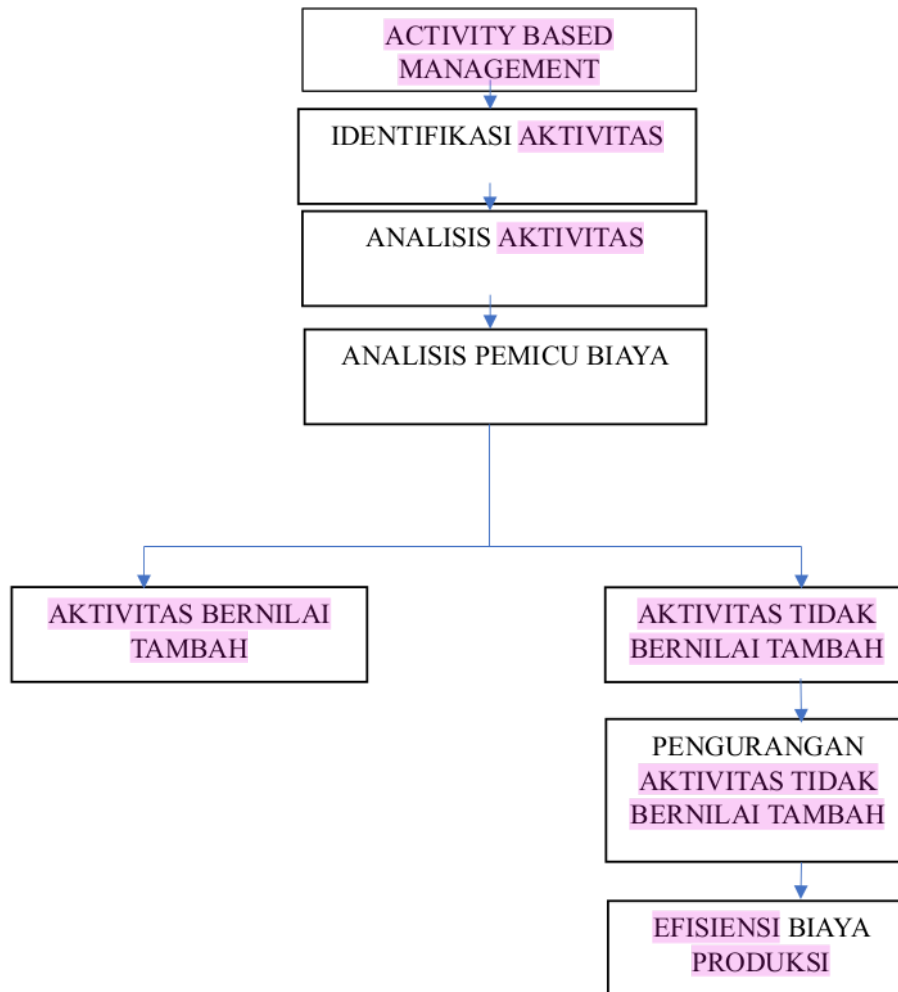 ACTIVITY BASED
MANAGEMENT
IDENTIFIKASI AKTIVITAS
ANALISIS AKTIVITAS
ANALISIS PEMICU BIAYA
AKTIVITAS BERNILAI
TAMBAH
AKTIVITAS TIDAK
BERNILAI TAMBAH
PENGURANGAN
AKTIVITAS TIDAK
BERNILAI TAMBAH
EFISIENSI BIAYA
PRODUKSI